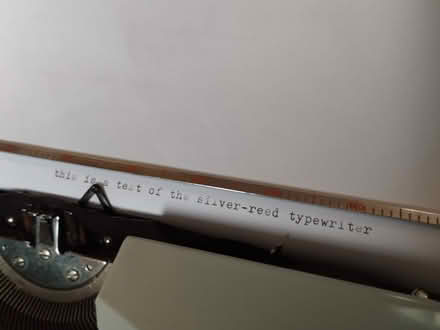 this is a test of the silver-reed typewriter